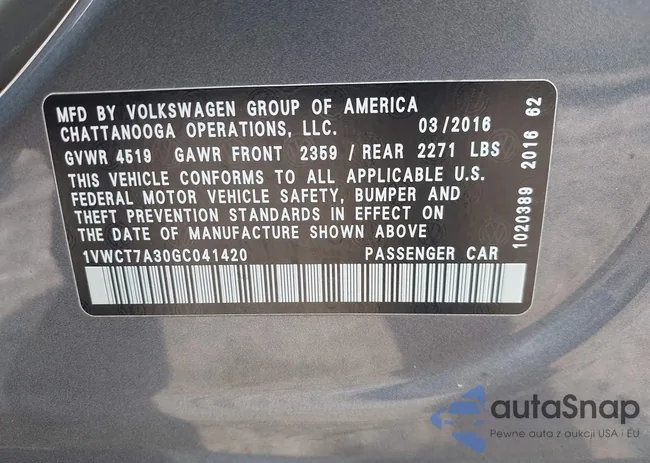 MFD BY VOLKSWAGEN GROUP OF AMERICA
CHATTANOOGA OPERATIONS, LLC. 03/2016
GVWR 4519 GAWR FRONT 2359 / REAR 2271 LBS
THIS VEHICLE CONFORMS TO ALL APPLICABLE U.S.
FEDERAL MOTOR VEHICLE SAFETY, BUMPER AND
THEFT PREVENTION STANDARDS IN EFFECT ON
THE DATE OF MANUFACTURE SHOWN ABOVE
1VWCT7A30GC041420 PASSENGER CAR
1020389 2016 62
autaSnap
Pewne auta z aukcji USA i EU